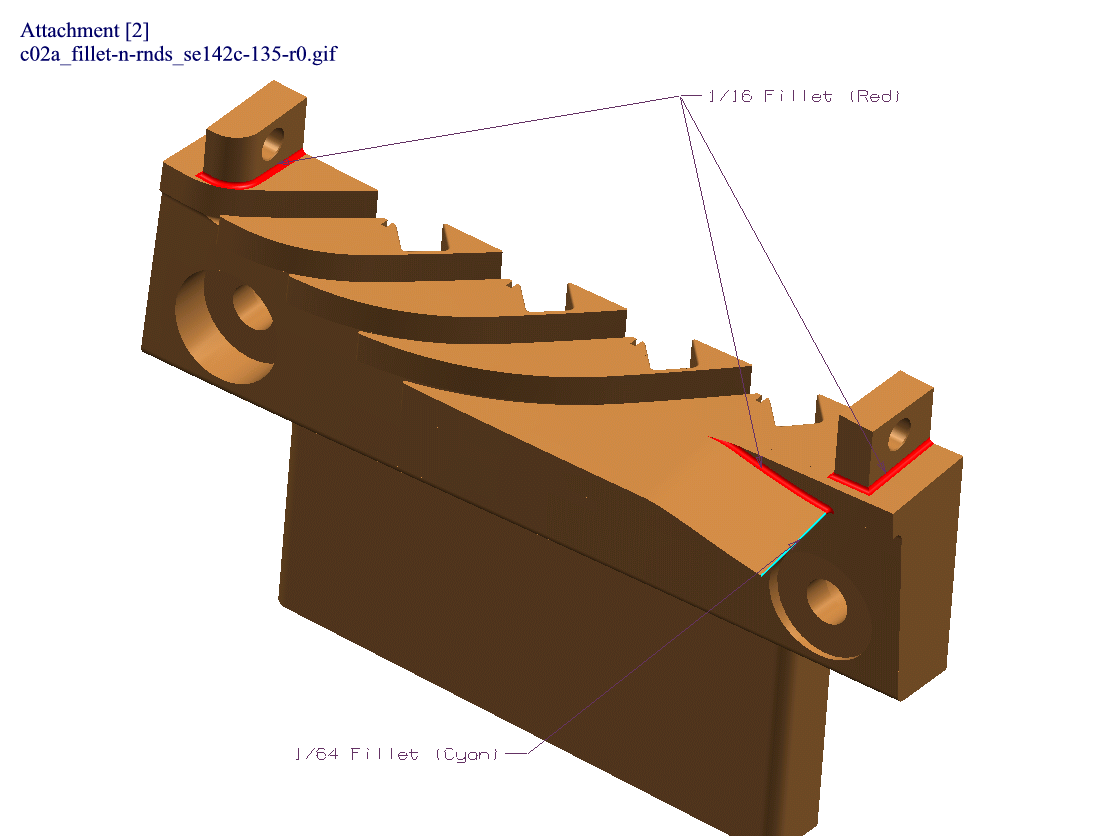 Attachment [2]
c02a_fillet-n-rnds_se142c-135-r0.gif
1/16 Fillet (Red)
1/64 Fillet (Cyan)